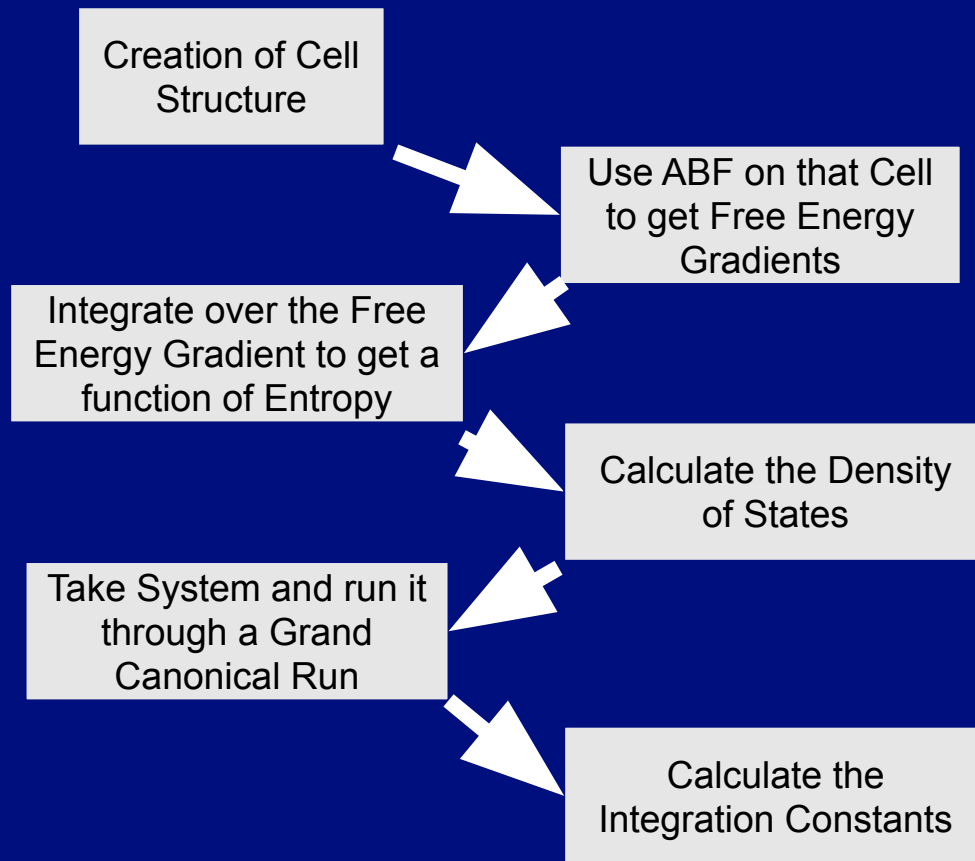 Creation of Cell
Structure
Use ABF on that Cell
to get Free Energy
Gradients
Integrate over the Free
Energy Gradient to get a
function of Entropy
Calculate the Density
of States
Take System and run it
through a Grand
Canonical Run
Calculate the
Integration Constants